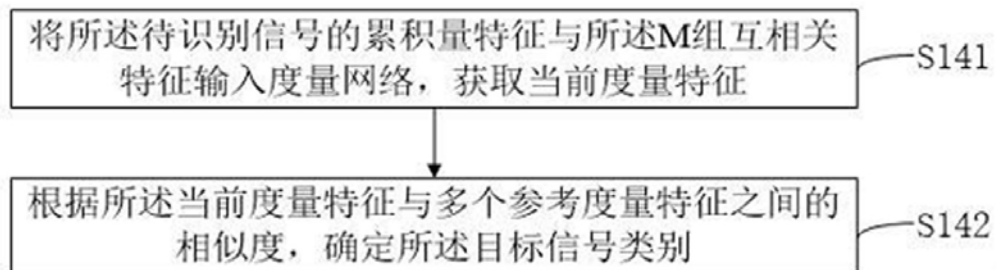 将所述待识别信号的累积量特征与所述M组互相关
特征输入度量网络，获取当前度量特征
S141
根据所述当前度量特征与多个参考度量特征之间的
相似度，确定所述目标信号类别
S142